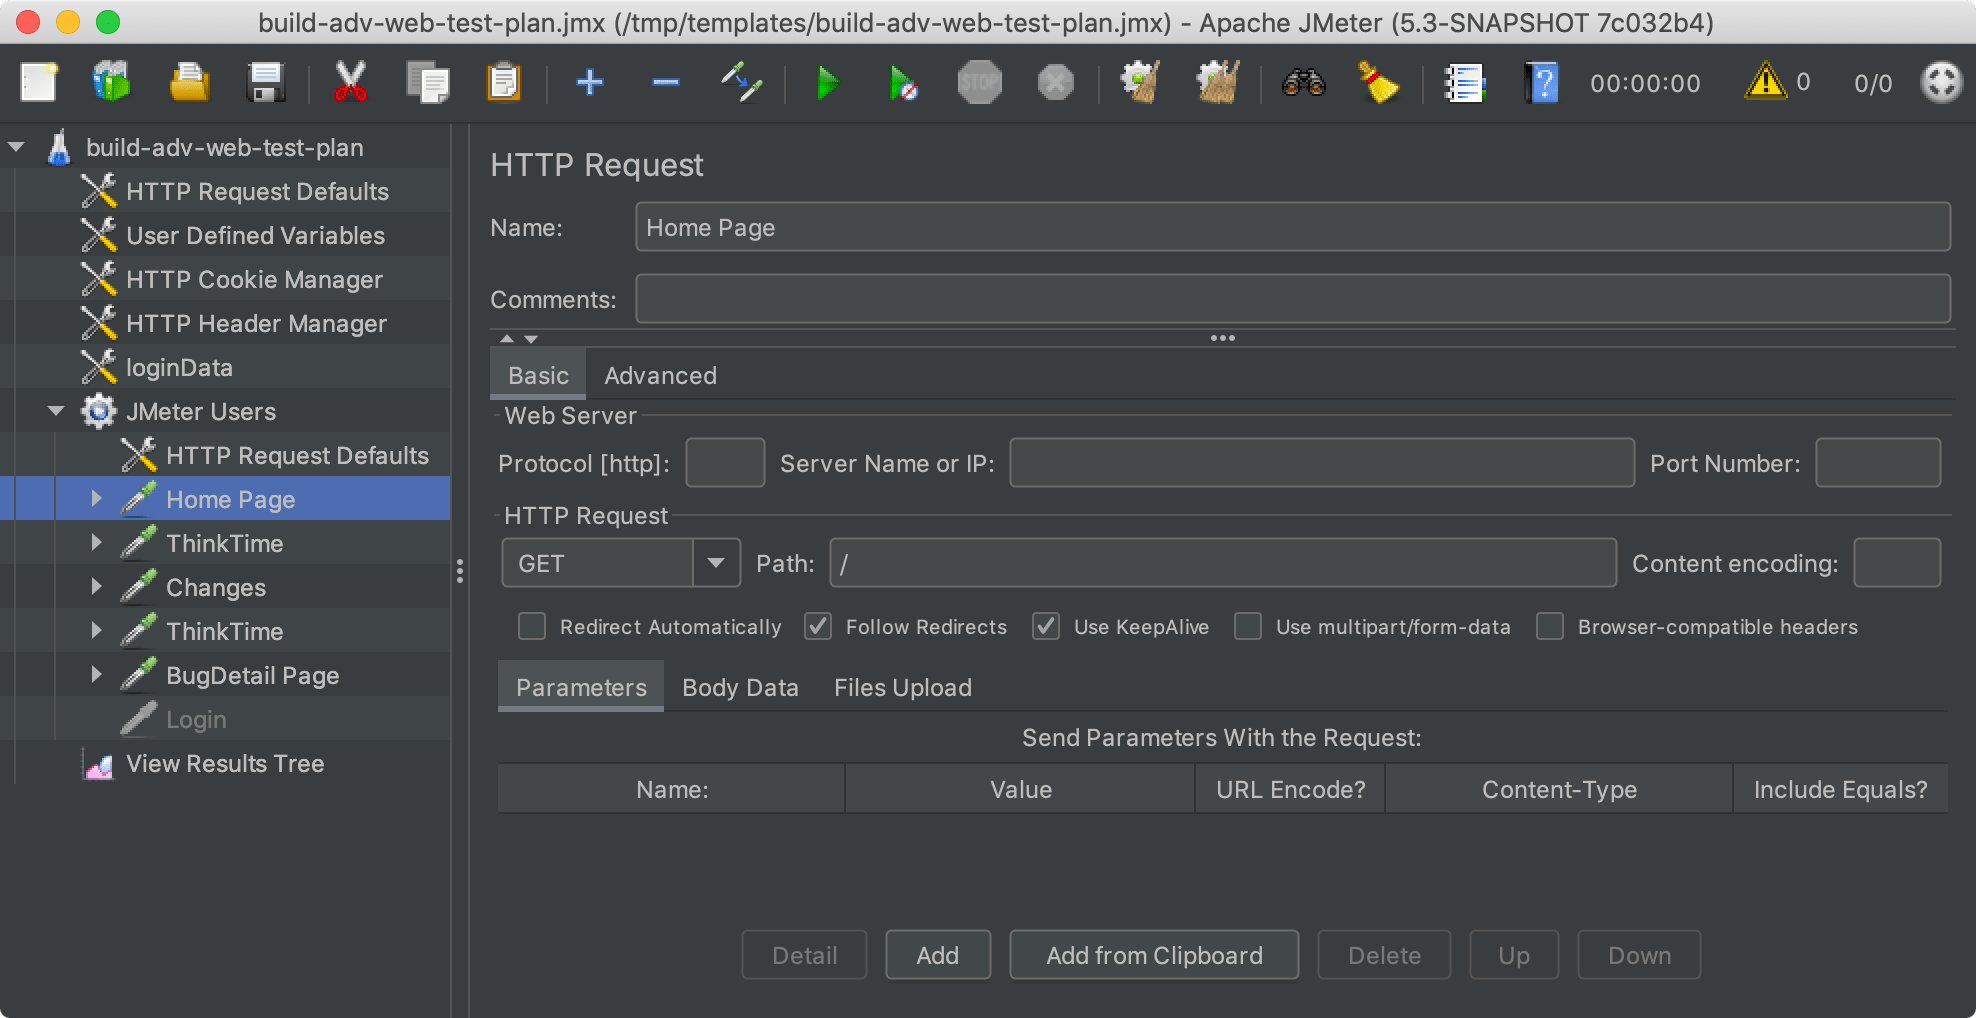 build-adv-web-test-plan.jmx (/tmp/templates/build-adv-web-test-plan.jmx) - Apache JMeter (5.3-SNAPSHOT 7c032b4)
STOP
00:00:00 0 0/0
build-adv-web-test-plan
HTTP Request Defaults
User Defined Variables
HTTP Cookie Manager
HTTP Header Manager
loginData
JMeter Users
HTTP Request Defaults
Home Page
ThinkTime
Changes
ThinkTime
BugDetail Page
Login
View Results Tree
HTTP Request
Name: Home Page
Comments:
Basic Advanced
Web Server
Protocol [http]: Server Name or IP: Port Number:
HTTP Request
GET Path: / Content encoding:
Redirect Automatically Follow Redirects Use KeepAlive Use multipart/form-data Browser-compatible headers
Parameters Body Data Files Upload
Send Parameters With the Request:
Name: Value URL Encode? Content-Type Include Equals?
Detail Add Add from Clipboard Delete Up Down